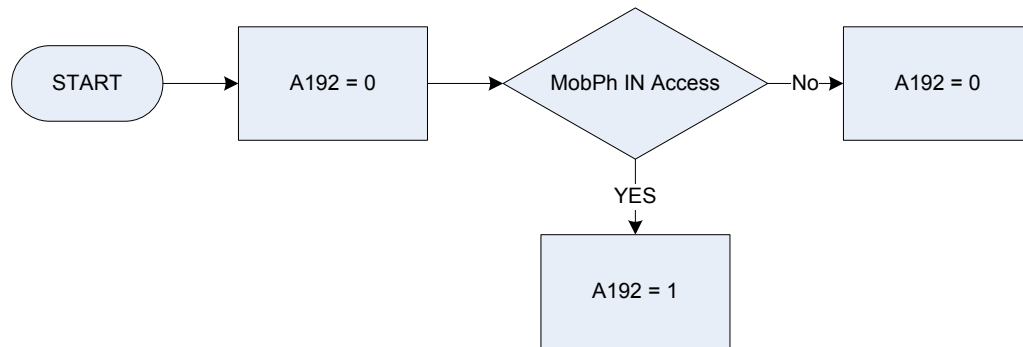 START
A192 = 0
MobPh IN Access
No
A192 = 0
YES
A192 = 1